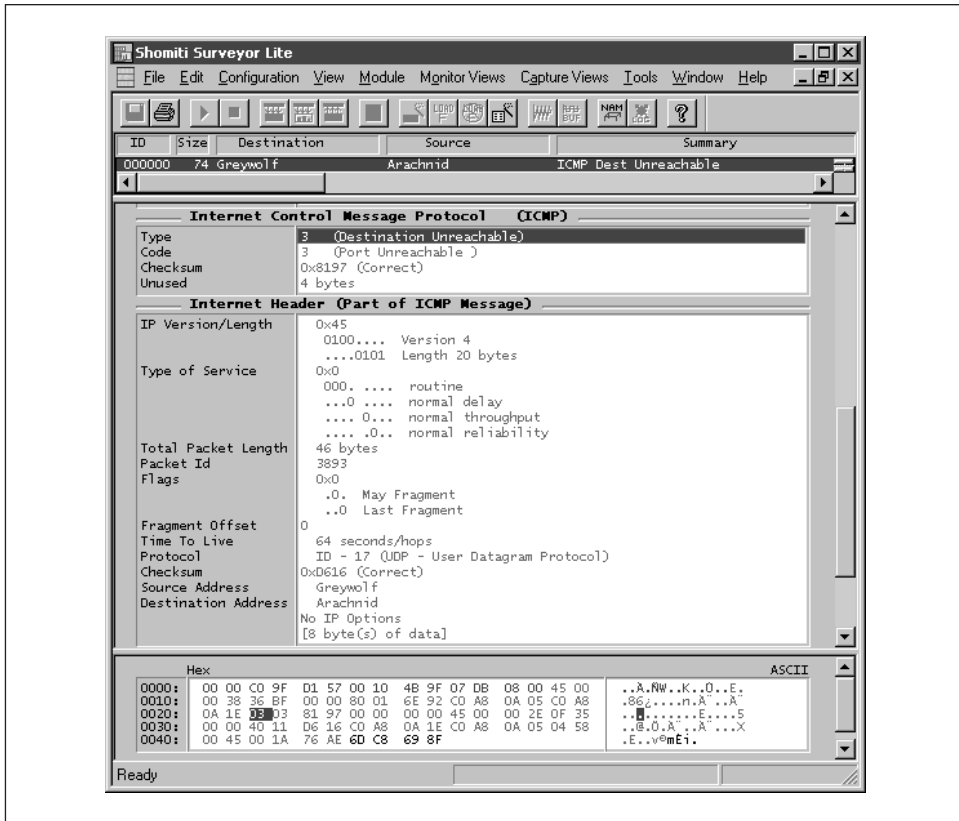 Shomiti Surveyor Lite
File Edit Configuration View Module Monitor Views Capture Views Tools Window Help
ID Size Destination Source Summary
000000 74 Greywolf Arachnid ICMP Dest Unreachable
Internet Control Message Protocol (ICMP)
Type 3 (Destination Unreachable)
Code 3 (Port Unreachable )
Checksum 0x8197 (Correct)
Unused 4 bytes
Internet Header (Part of ICMP Message)
IP Version/Length 0x45
0100.... Version 4
....0101 Length 20 bytes
Type of Service 0x0
000. .... routine
...0 .... normal delay
.... 0... normal throughput
.... .0.. normal reliability
Total Packet Length 46 bytes
Packet Id 3893
Flags 0x0
.0. May Fragment
..0 Last Fragment
Fragment Offset 0
Time To Live 64 seconds/hops
Protocol ID - 17 (UDP - User Datagram Protocol)
Checksum 0xD616 (Correct)
Source Address Greywolf
Destination Address Arachnid
No IP Options
[8 byte(s) of data]
Hex ASCII
0000: 00 00 C0 9F D1 57 00 10 4B 9F 07 DB 08 00 45 00
0010: 00 38 36 BF 00 00 80 01 6E 92 C0 A8 0A 05 C0 A8
0020: 0A 1E 03 03 81 97 00 00 00 00 45 00 00 2E 0F 35
0030: 00 00 40 11 D6 16 C0 A8 0A 1E C0 A8 0A 05 04 58
0040: 00 45 00 1A 76 AE 6D C8 69 8F .E..v®mÈi.
Ready